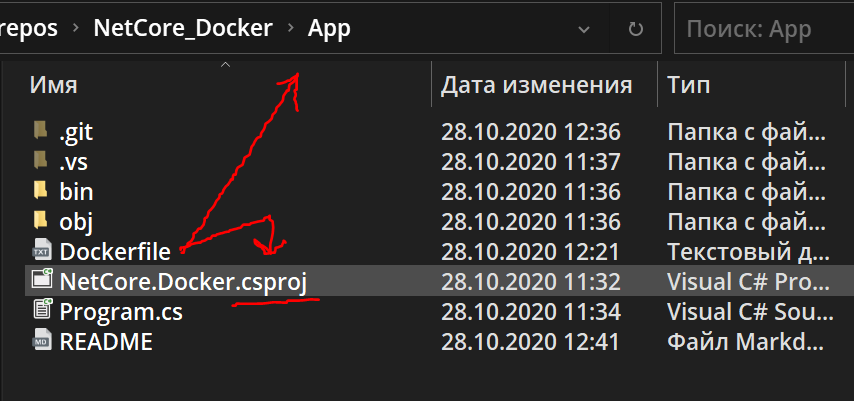 repos > NetCore_Docker > App Поиск: App
Имя Дата изменения Тип
.git 28.10.2020 12:36 Папка с фай...
.vs 28.10.2020 11:37 Папка с фай...
bin 28.10.2020 11:36 Папка с фай...
obj 28.10.2020 11:36 Папка с фай...
TXT Dockerfile 28.10.2020 12:21 Текстовый д...
NetCore.Docker.csproj 28.10.2020 11:32 Visual C# Pro...
Program.cs 28.10.2020 11:34 Visual C# Sou...
MD README 28.10.2020 12:41 Файл Markd...